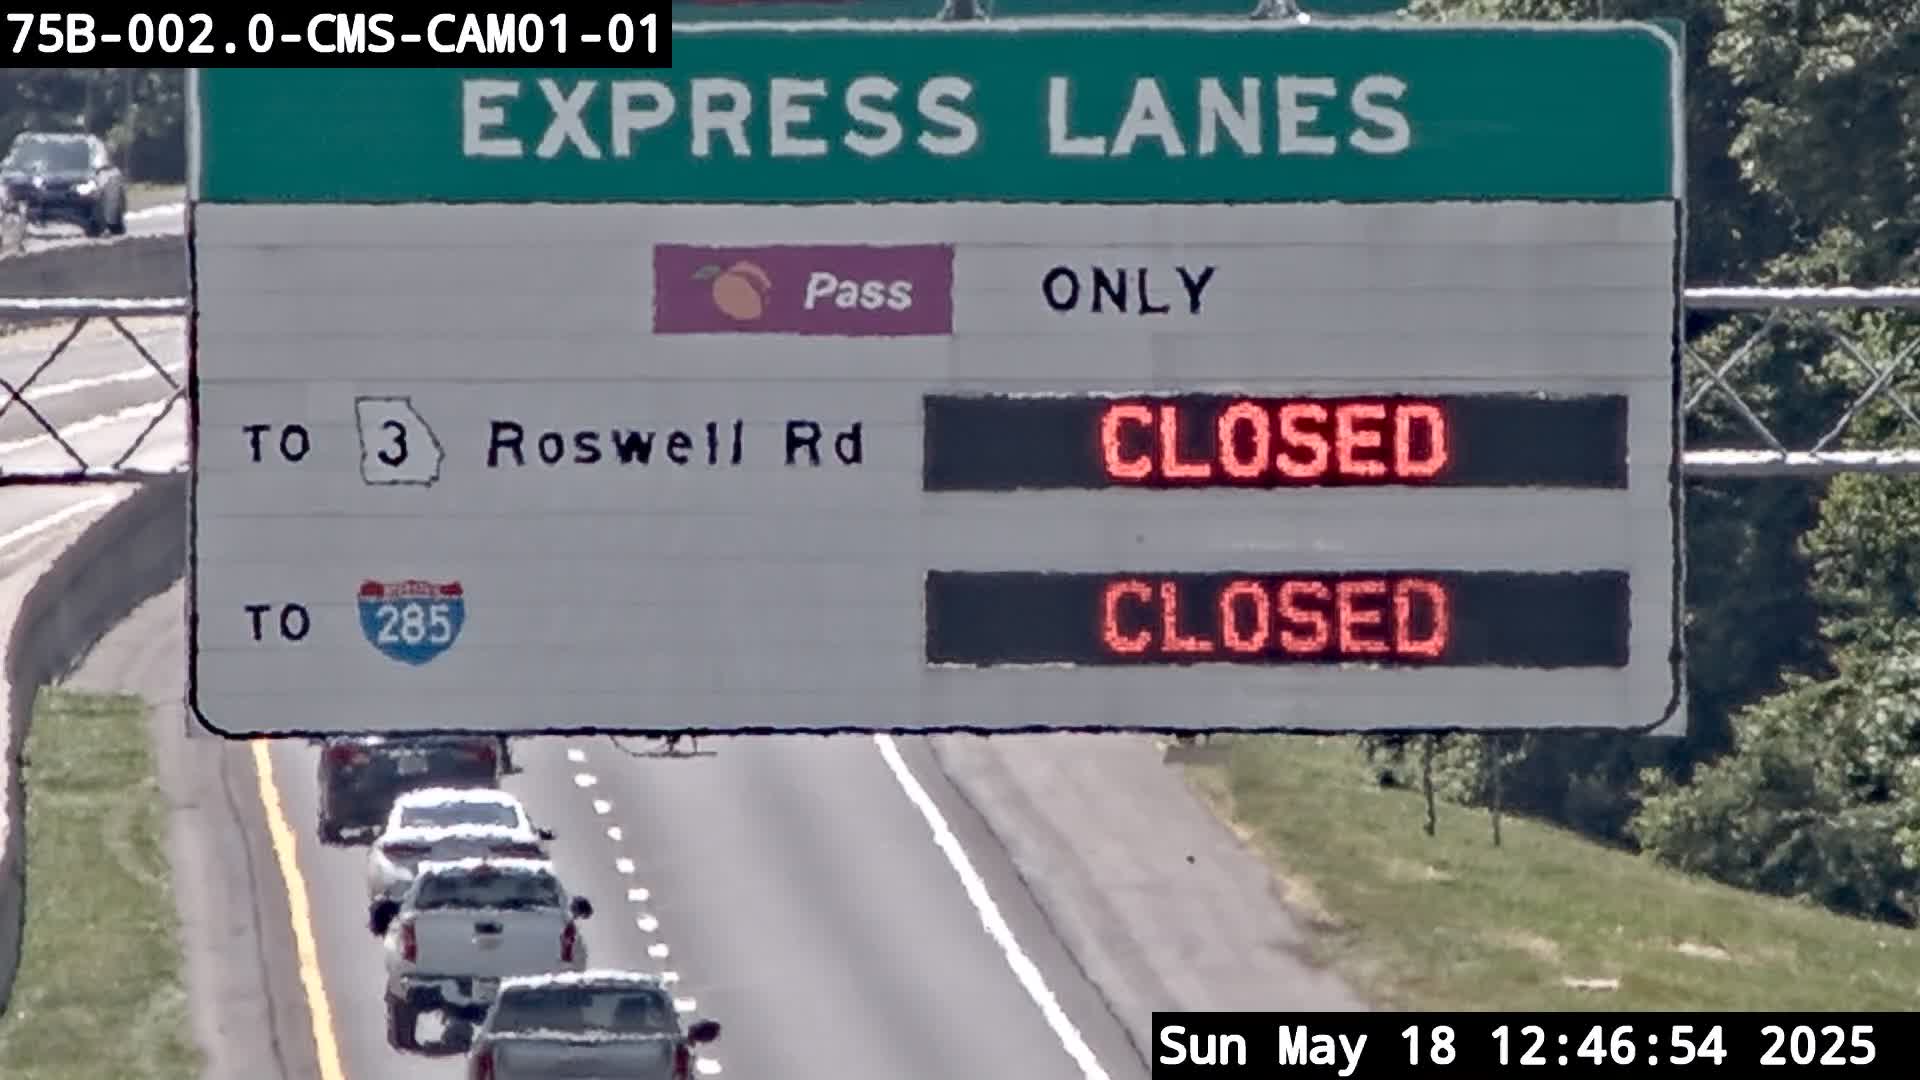 75B-002.0-CMS-CAM01-01
EXPRESS LANES
Pass ONLY
TO 3 Roswell Rd CLOSED
TO 285 CLOSED
Sun May 18 12:46:54 2025